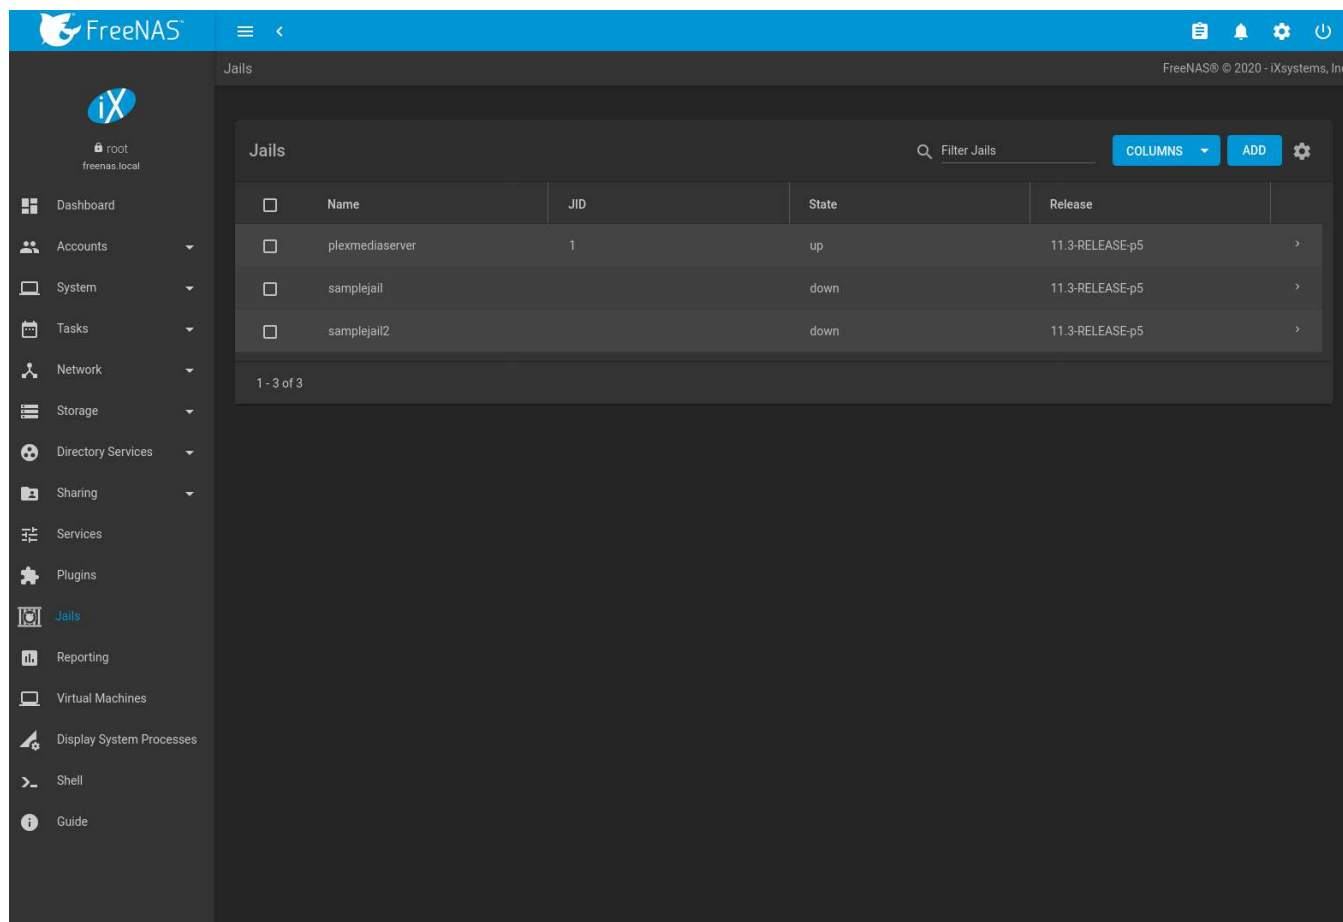 FreeNAS™
Jails
FreeNAS® © 2020 - iXsystems, Inc
iX
root
freenas.local
Dashboard
Accounts
System
Tasks
Network
Storage
Directory Services
Sharing
Services
Plugins
Jails
Reporting
Virtual Machines
Display System Processes
Shell
Guide
Jails
Filter Jails
COLUMNS
ADD
Name JID State Release
plexmediaserver 1 up 11.3-RELEASE-p5
samplejail down 11.3-RELEASE-p5
samplejail2 down 11.3-RELEASE-p5
1 - 3 of 3